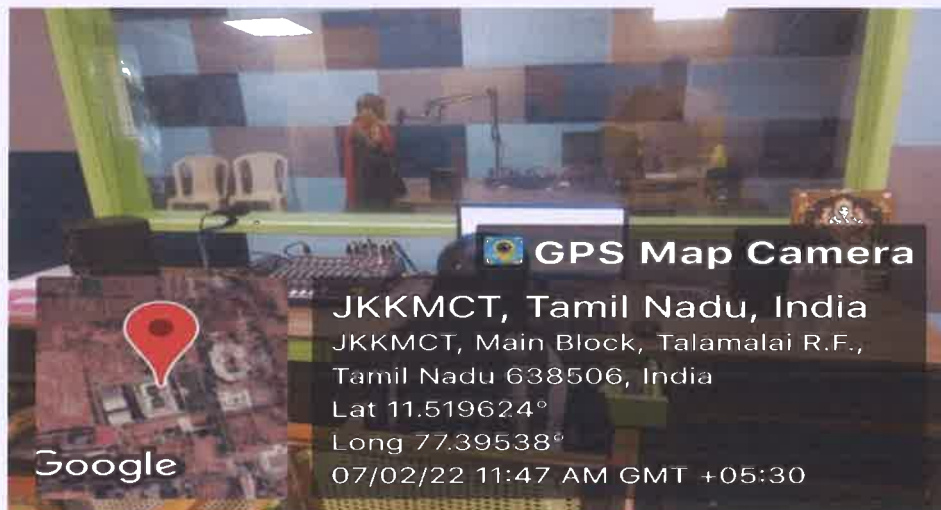 GPS Map Camera
JKKMCT, Tamil Nadu, India
JKKMCT, Main Block, Talamalai R.F.,
Tamil Nadu 638506, India
Lat 11.519624°
Long 77.39538°
07/02/22 11:47 AM GMT +05:30
Google